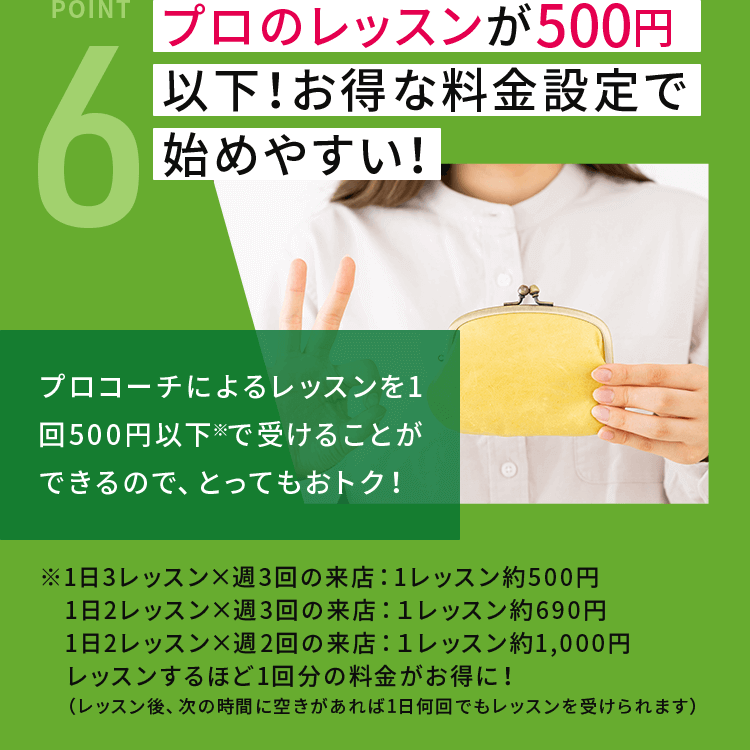 POINT
6
プロのレッスンが500円
以下！お得な料金設定で
始めやすい！
プロコーチによるレッスンを1
回500円以下※で受けることが
できるので、とってもおトク！
※1日3レッスン×週3回の来店：1レッスン約500円
1日2レッスン×週3回の来店：１レッスン約690円
1日2レッスン×週2回の来店：１レッスン約1,000円
レッスンするほど1回分の料金がお得に！
（レッスン後、次の時間に空きがあれば1日何回でもレッスンを受けられます）